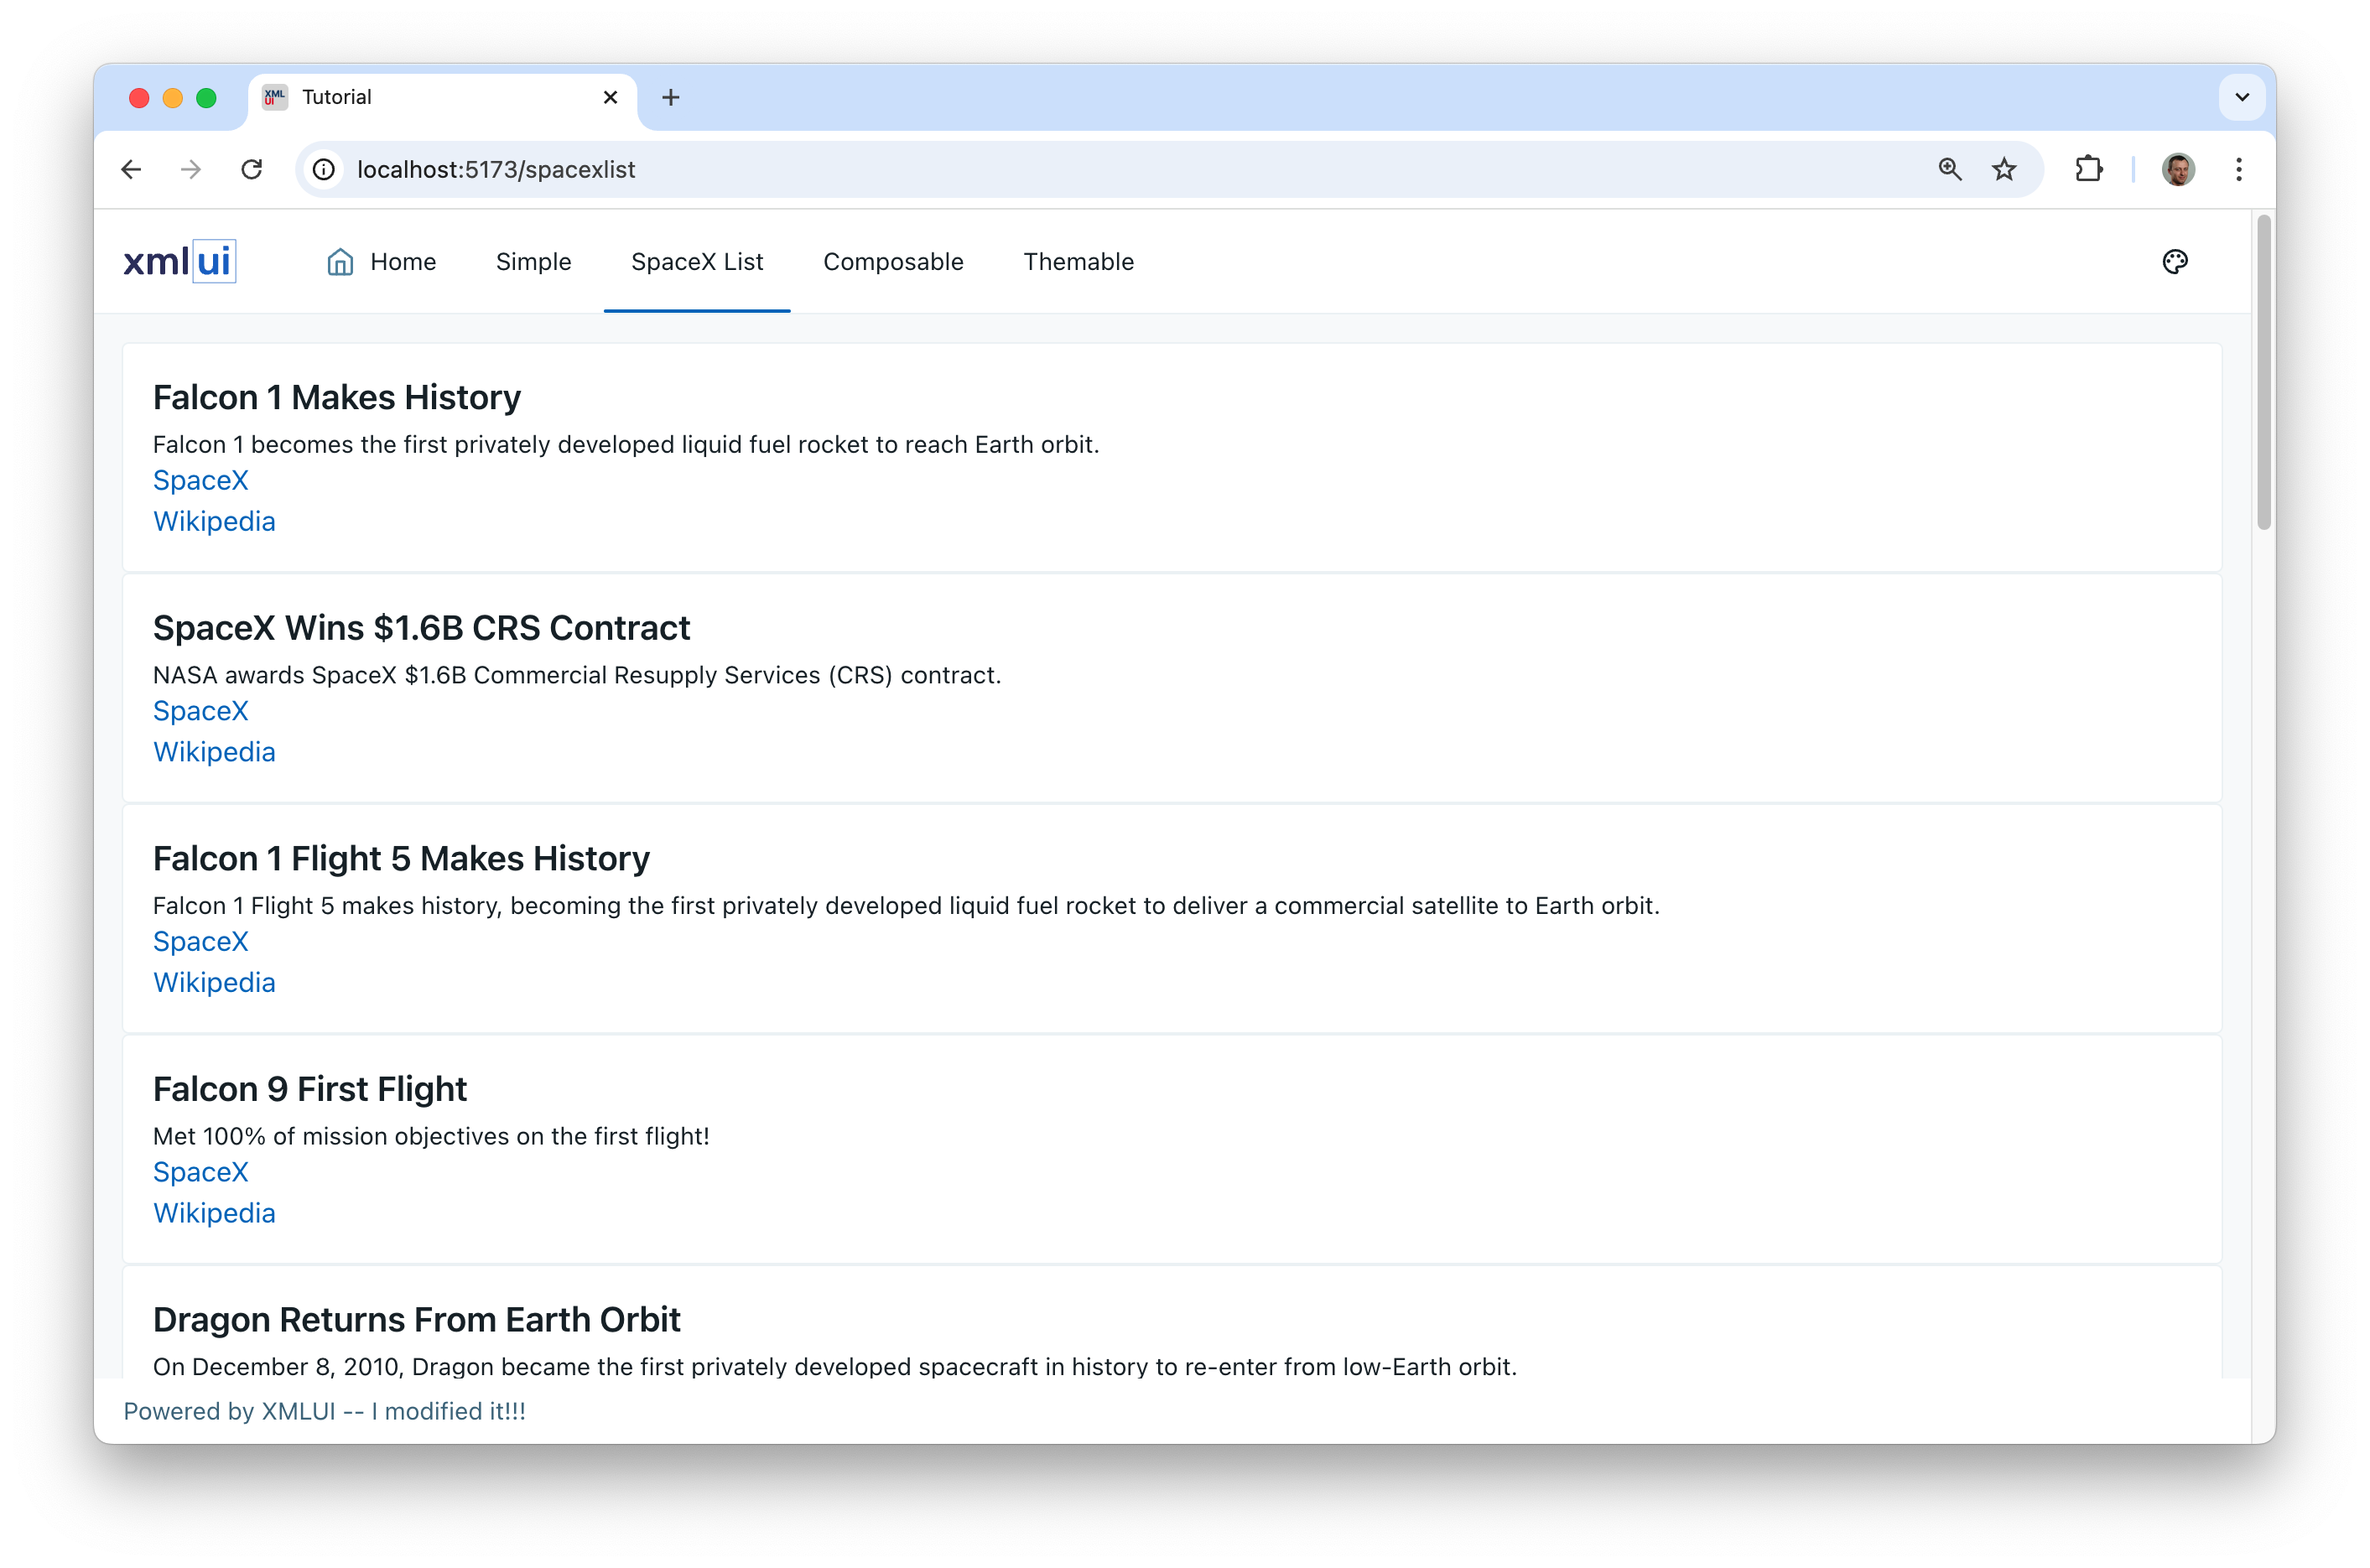 XML
UI
Tutorial
localhost:5173/spacexlist
xmlui
Home
Simple
SpaceX List
Composable
Themable
Falcon 1 Makes History
Falcon 1 becomes the first privately developed liquid fuel rocket to reach Earth orbit.
SpaceX
Wikipedia
SpaceX Wins $1.6B CRS Contract
NASA awards SpaceX $1.6B Commercial Resupply Services (CRS) contract.
SpaceX
Wikipedia
Falcon 1 Flight 5 Makes History
Falcon 1 Flight 5 makes history, becoming the first privately developed liquid fuel rocket to deliver a commercial satellite to Earth orbit.
SpaceX
Wikipedia
Falcon 9 First Flight
Met 100% of mission objectives on the first flight!
SpaceX
Wikipedia
Dragon Returns From Earth Orbit
On December 8, 2010, Dragon became the first privately developed spacecraft in history to re-enter from low-Earth orbit.
Powered by XMLUI -- I modified it!!!